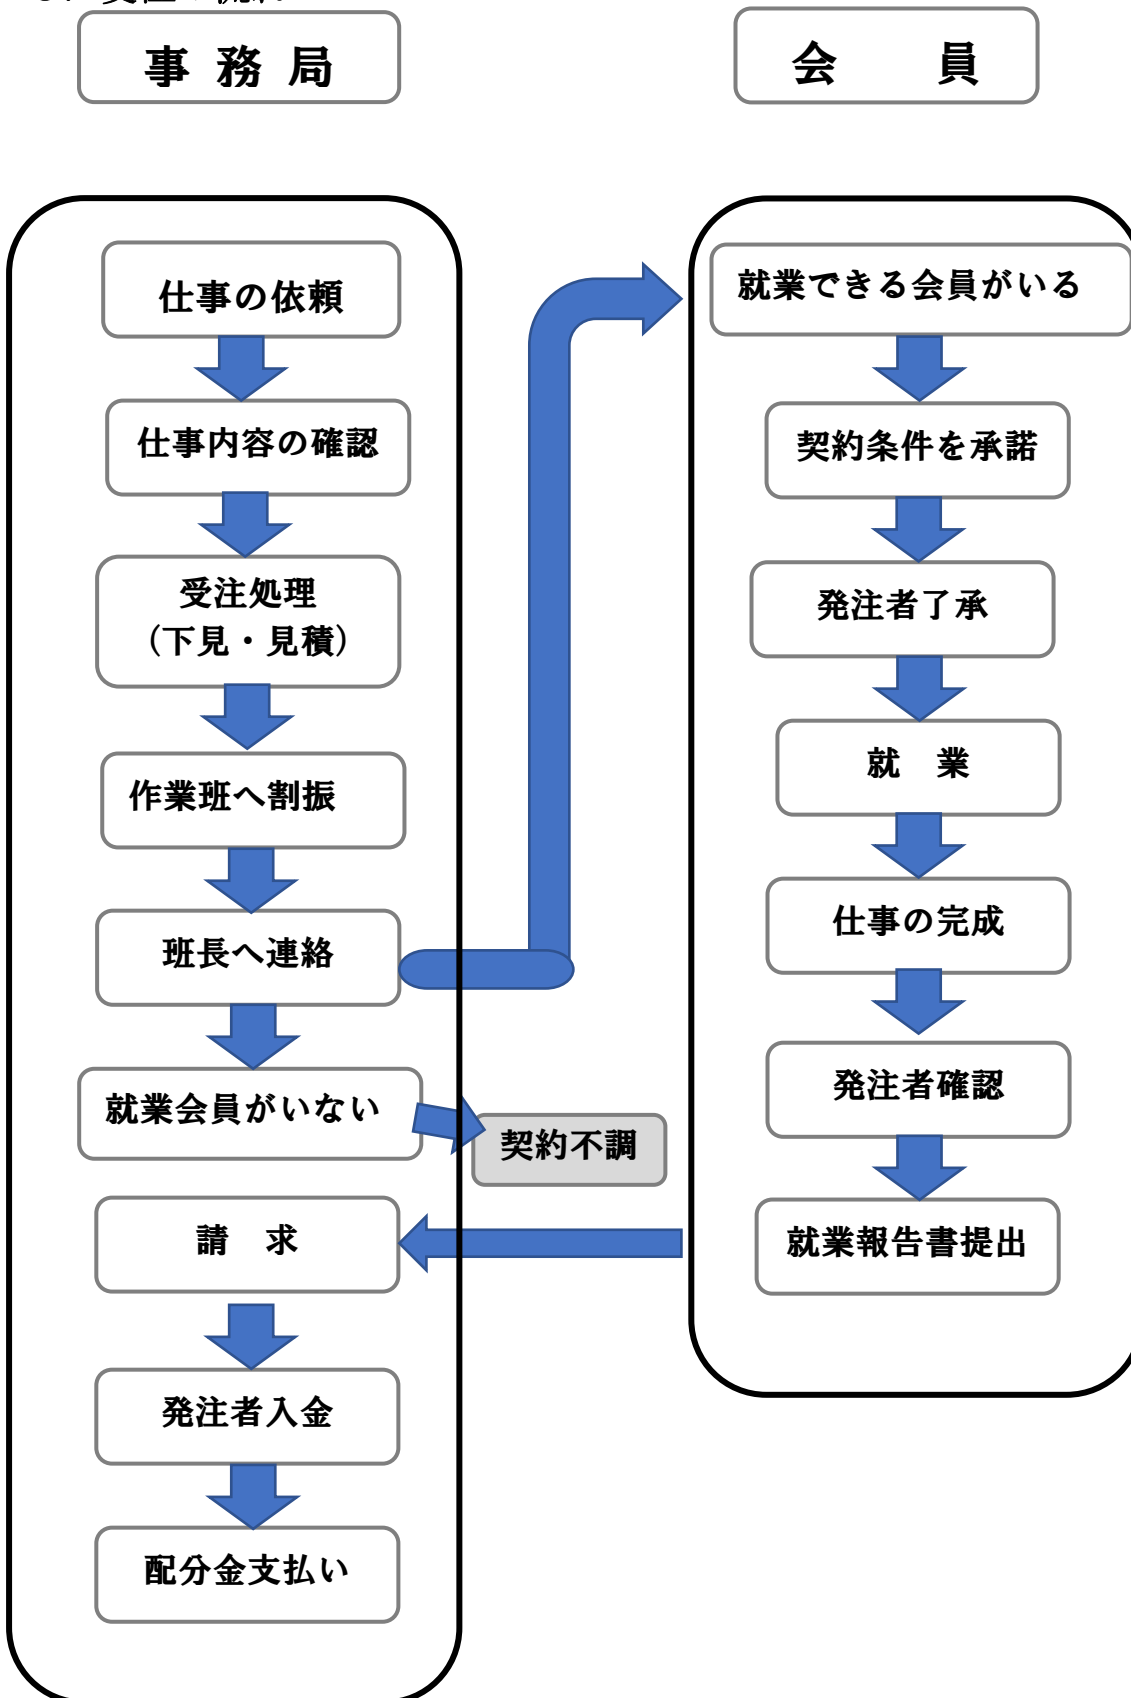 事 務 局
会　　員
仕事の依頼
仕事内容の確認
受注処理
（下見・見積）
作業班へ割振
班長へ連絡
就業会員がいない
契約不調
請　求
発注者入金
配分金支払い
就業できる会員がいる
契約条件を承諾
発注者了承
就　業
仕事の完成
発注者確認
就業報告書提出